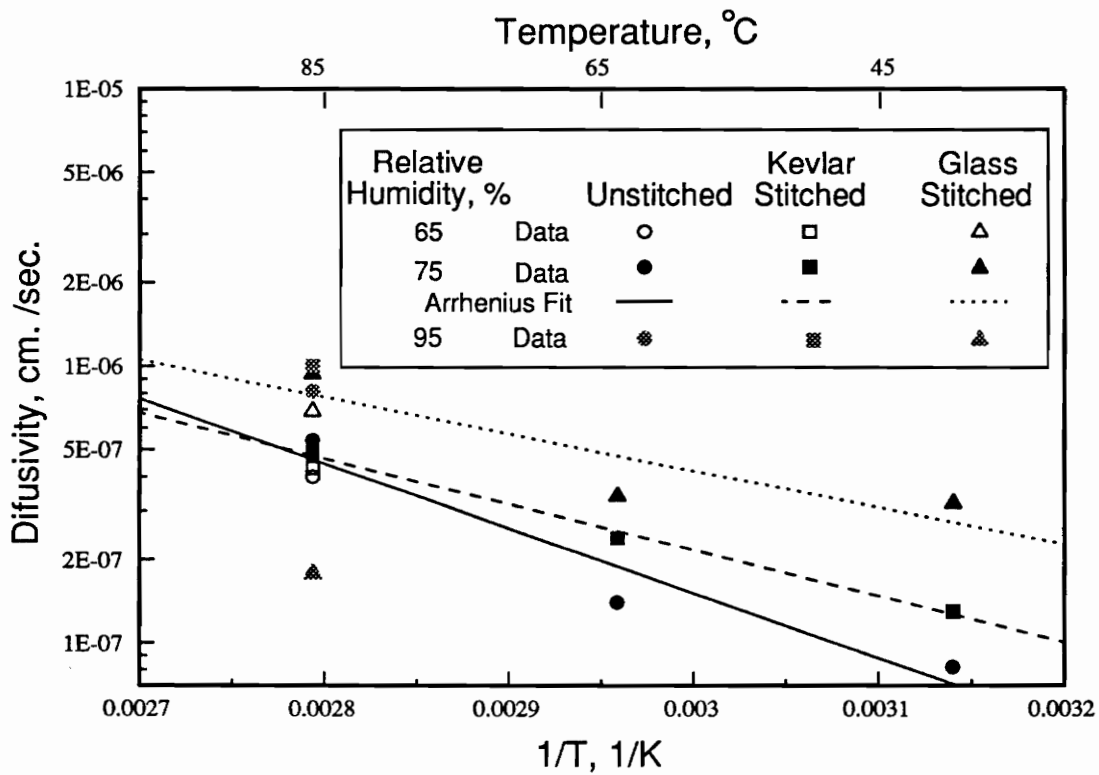 Temperature, °C
85 65 45
1E-05
5E-06
2E-06
1E-06
5E-07
2E-07
1E-07
Difusivity, cm. /sec.
Relative Humidity, % Unstitched Kevlar Stitched Glass Stitched
65 Data
75 Data
Arrhenius Fit
95 Data
0.0027 0.0028 0.0029 0.003 0.0031 0.0032
1/T, 1/K